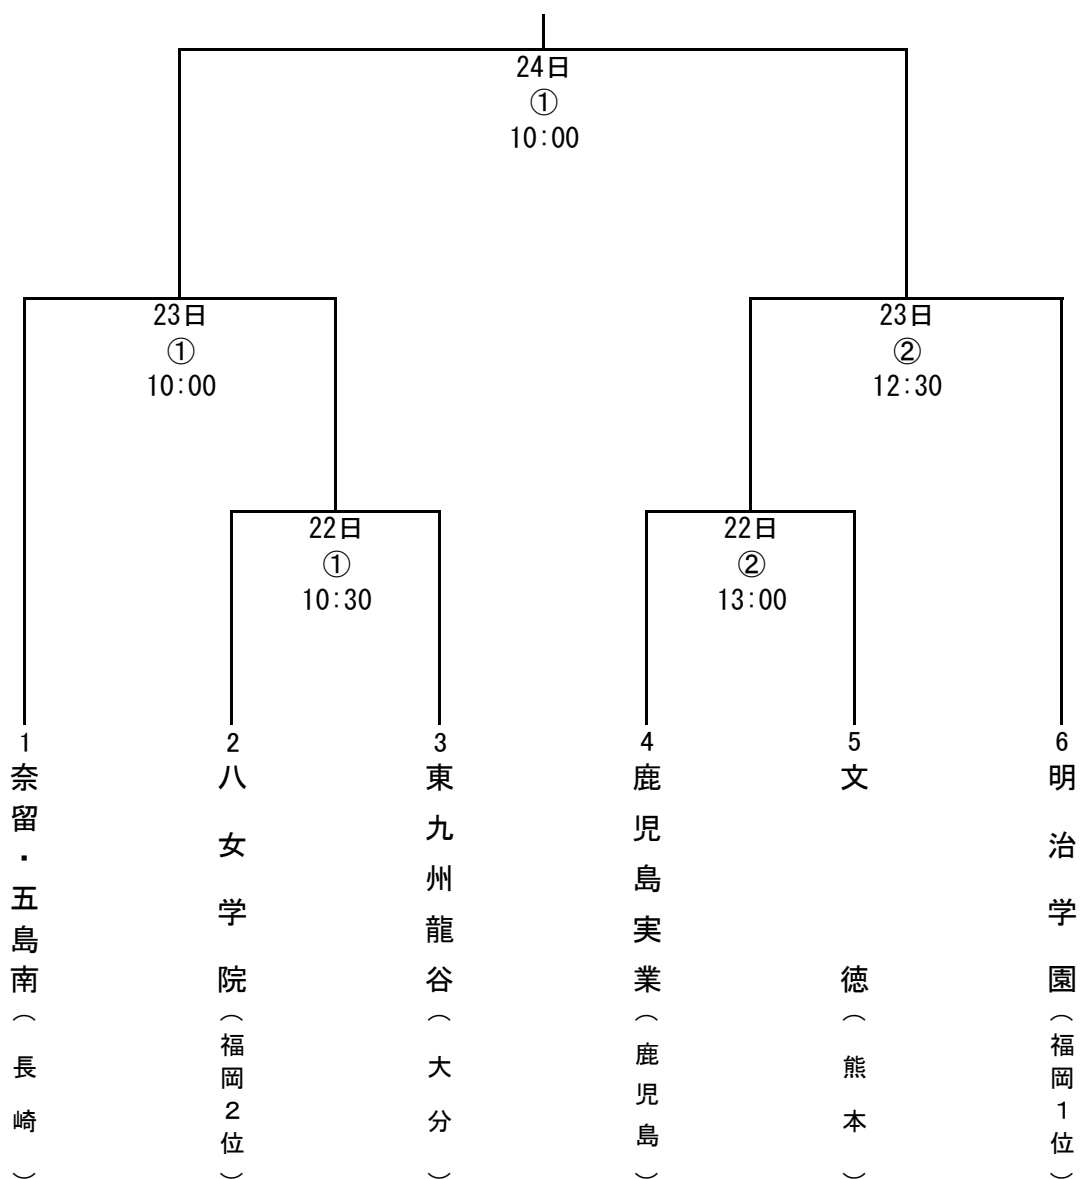 24日
①
10:00
23日
①
10:00
23日
②
12:30
22日
①
10:30
22日
②
13:00
1
奈留・五島南(長崎)
2
八女学院(福岡2位)
3
東九州龍谷(大分)
4
鹿児島実業(鹿児島)
5
文徳(熊本)
6
明治学園(福岡1位)